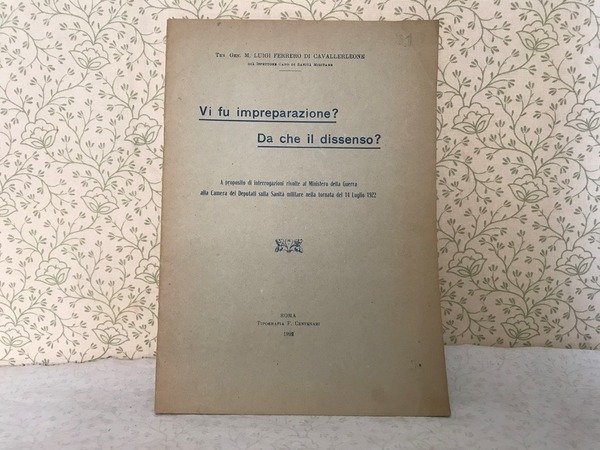 Ten. Gen. M. LUIGI FERRERO DI CAVALLERLEONE
già Ispettore Capo di Sanità Militare
Vi fu impreparazione?
Da che il dissenso?
A proposito di interrogazioni rivolte al Ministero della Guerra
alla Camera dei Deputati sulla Sanità militare nella tornata del 14 Luglio 1922
ROMA
Tipografia F. Centenari
1922